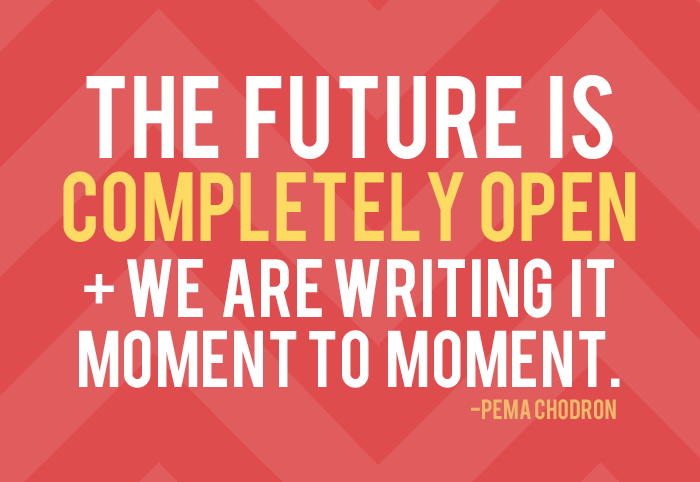 THE FUTURE IS
COMPLETELY OPEN
+ WE ARE WRITING IT
MOMENT TO MOMENT.
-PEMA CHODRON